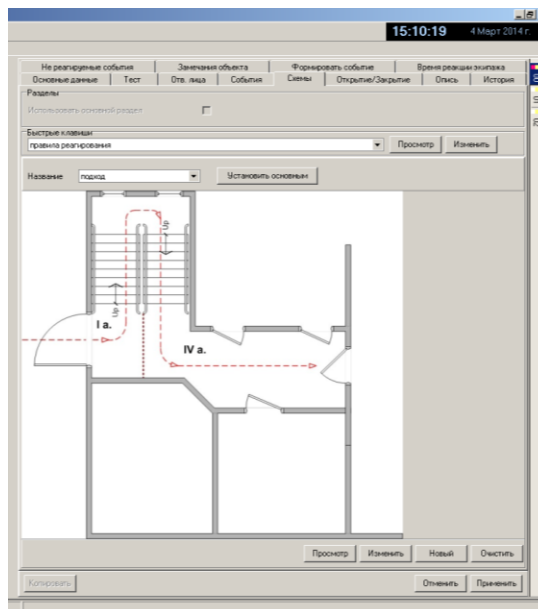 15:10:19 4 Март 2014 г.
Не реагируемые события Замечания объекта Формировать событие Время реакции экипажа
Основные данные Тест Отв. лица События Схемы Открытие/Закрытие Опись История
Разделы
Использовать основной раздел
Быстрые клавиши
правила реагирования Просмотр Изменить
Название подход Установить основным
Up
Up
I а.
IV а.
Просмотр Изменить Новый Очистить
Копировать Отменить Применить